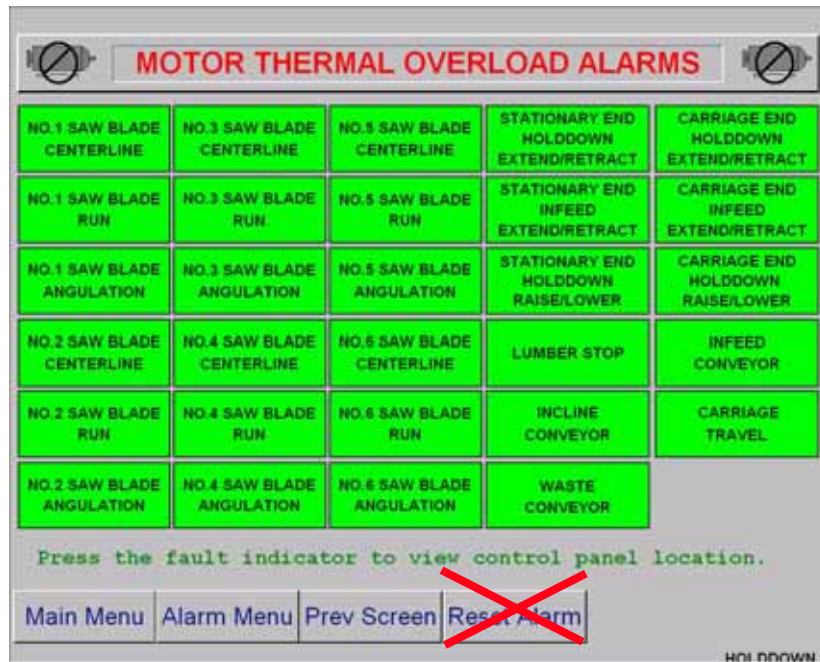 MOTOR THERMAL OVERLOAD ALARMS
NO.1 SAW BLADE
CENTERLINE
NO.3 SAW BLADE
CENTERLINE
NO.5 SAW BLADE
CENTERLINE
STATIONARY END
HOLDDOWN
EXTEND/RETRACT
CARRIAGE END
HOLDDOWN
EXTEND/RETRACT
NO.1 SAW BLADE
RUN
NO.3 SAW BLADE
RUN
NO.5 SAW BLADE
RUN
STATIONARY END
INFEED
EXTEND/RETRACT
CARRIAGE END
INFEED
EXTEND/RETRACT
NO.1 SAW BLADE
ANGULATION
NO.3 SAW BLADE
ANGULATION
NO.5 SAW BLADE
ANGULATION
STATIONARY END
HOLDDOWN
RAISE/LOWER
CARRIAGE END
HOLDDOWN
RAISE/LOWER
NO.2 SAW BLADE
CENTERLINE
NO.4 SAW BLADE
CENTERLINE
NO.6 SAW BLADE
CENTERLINE
LUMBER STOP
INFEED
CONVEYOR
NO.2 SAW BLADE
RUN
NO.4 SAW BLADE
RUN
NO.6 SAW BLADE
RUN
INCLINE
CONVEYOR
CARRIAGE
TRAVEL
NO.2 SAW BLADE
ANGULATION
NO.4 SAW BLADE
ANGULATION
NO.6 SAW BLADE
ANGULATION
WASTE
CONVEYOR
Press the fault indicator to view control panel location.
Main Menu
Alarm Menu
Prev Screen
Reset Alarm
HOLDDOWN